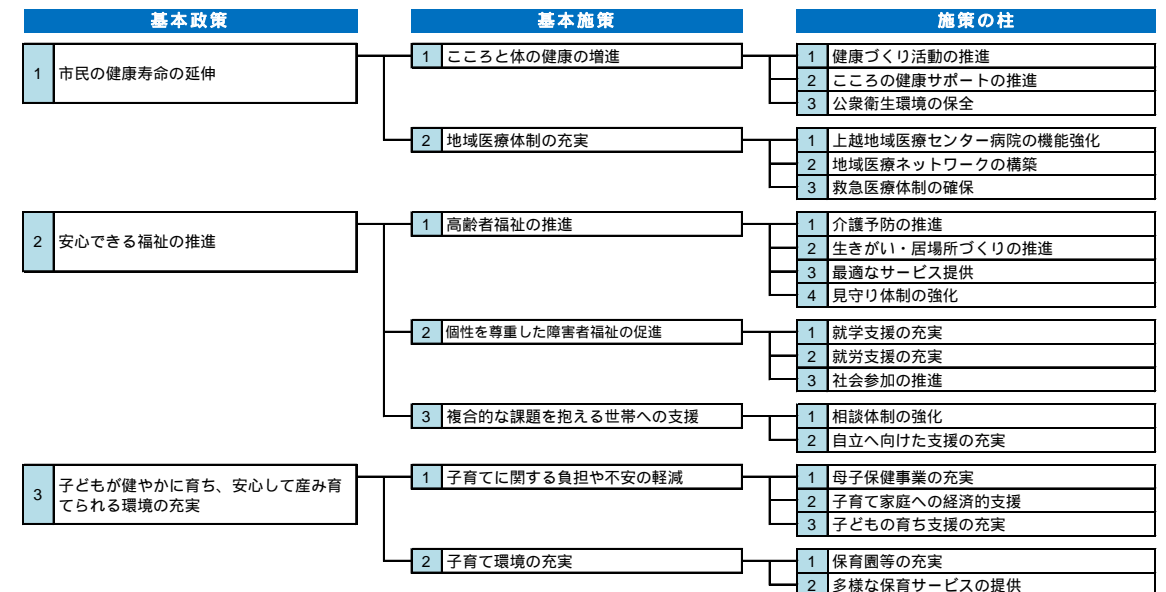 基本政策
基本施策
施策の柱
1 市民の健康寿命の延伸
1 こころと体の健康の増進
1 健康づくり活動の推進
2 こころの健康サポートの推進
3 公衆衛生環境の保全
2 地域医療体制の充実
1 上越地域医療センター病院の機能強化
2 地域医療ネットワークの構築
3 救急医療体制の確保
2 安心できる福祉の推進
1 高齢者福祉の推進
1 介護予防の推進
2 生きがい・居場所づくりの推進
3 最適なサービス提供
4 見守り体制の強化
2 個性を尊重した障害者福祉の促進
1 就学支援の充実
2 就労支援の充実
3 社会参加の推進
3 複合的な課題を抱える世帯への支援
1 相談体制の強化
2 自立へ向けた支援の充実
3 子どもが健やかに育ち、安心して産み育
てられる環境の充実
1 子育てに関する負担や不安の軽減
1 母子保健事業の充実
2 子育て家庭への経済的支援
3 子どもの育ち支援の充実
2 子育て環境の充実
1 保育園等の充実
2 多様な保育サービスの提供